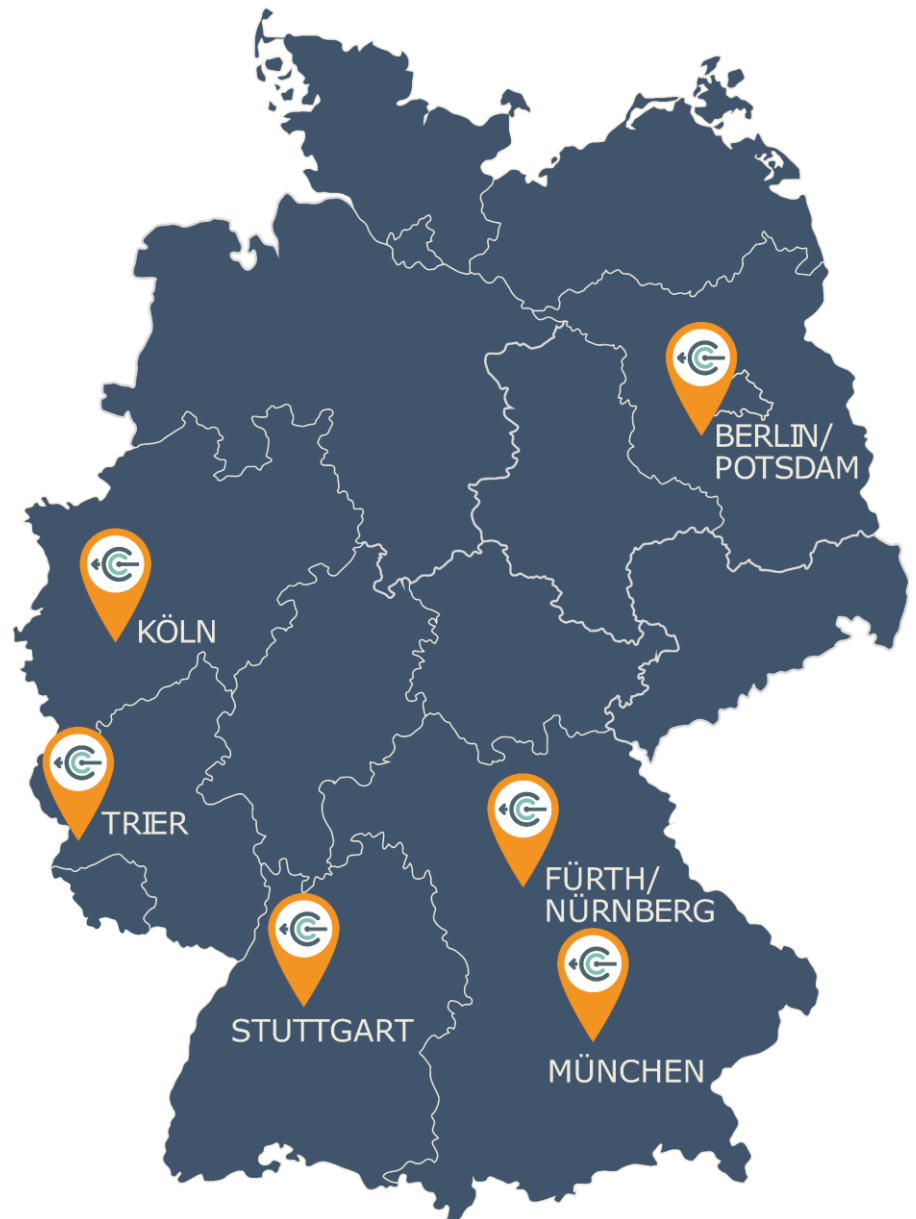 BERLIN/
POTSDAM
KÖLN
TRIER
FÜRTH/
NÜRNBERG
STUTTGART
MÜNCHEN